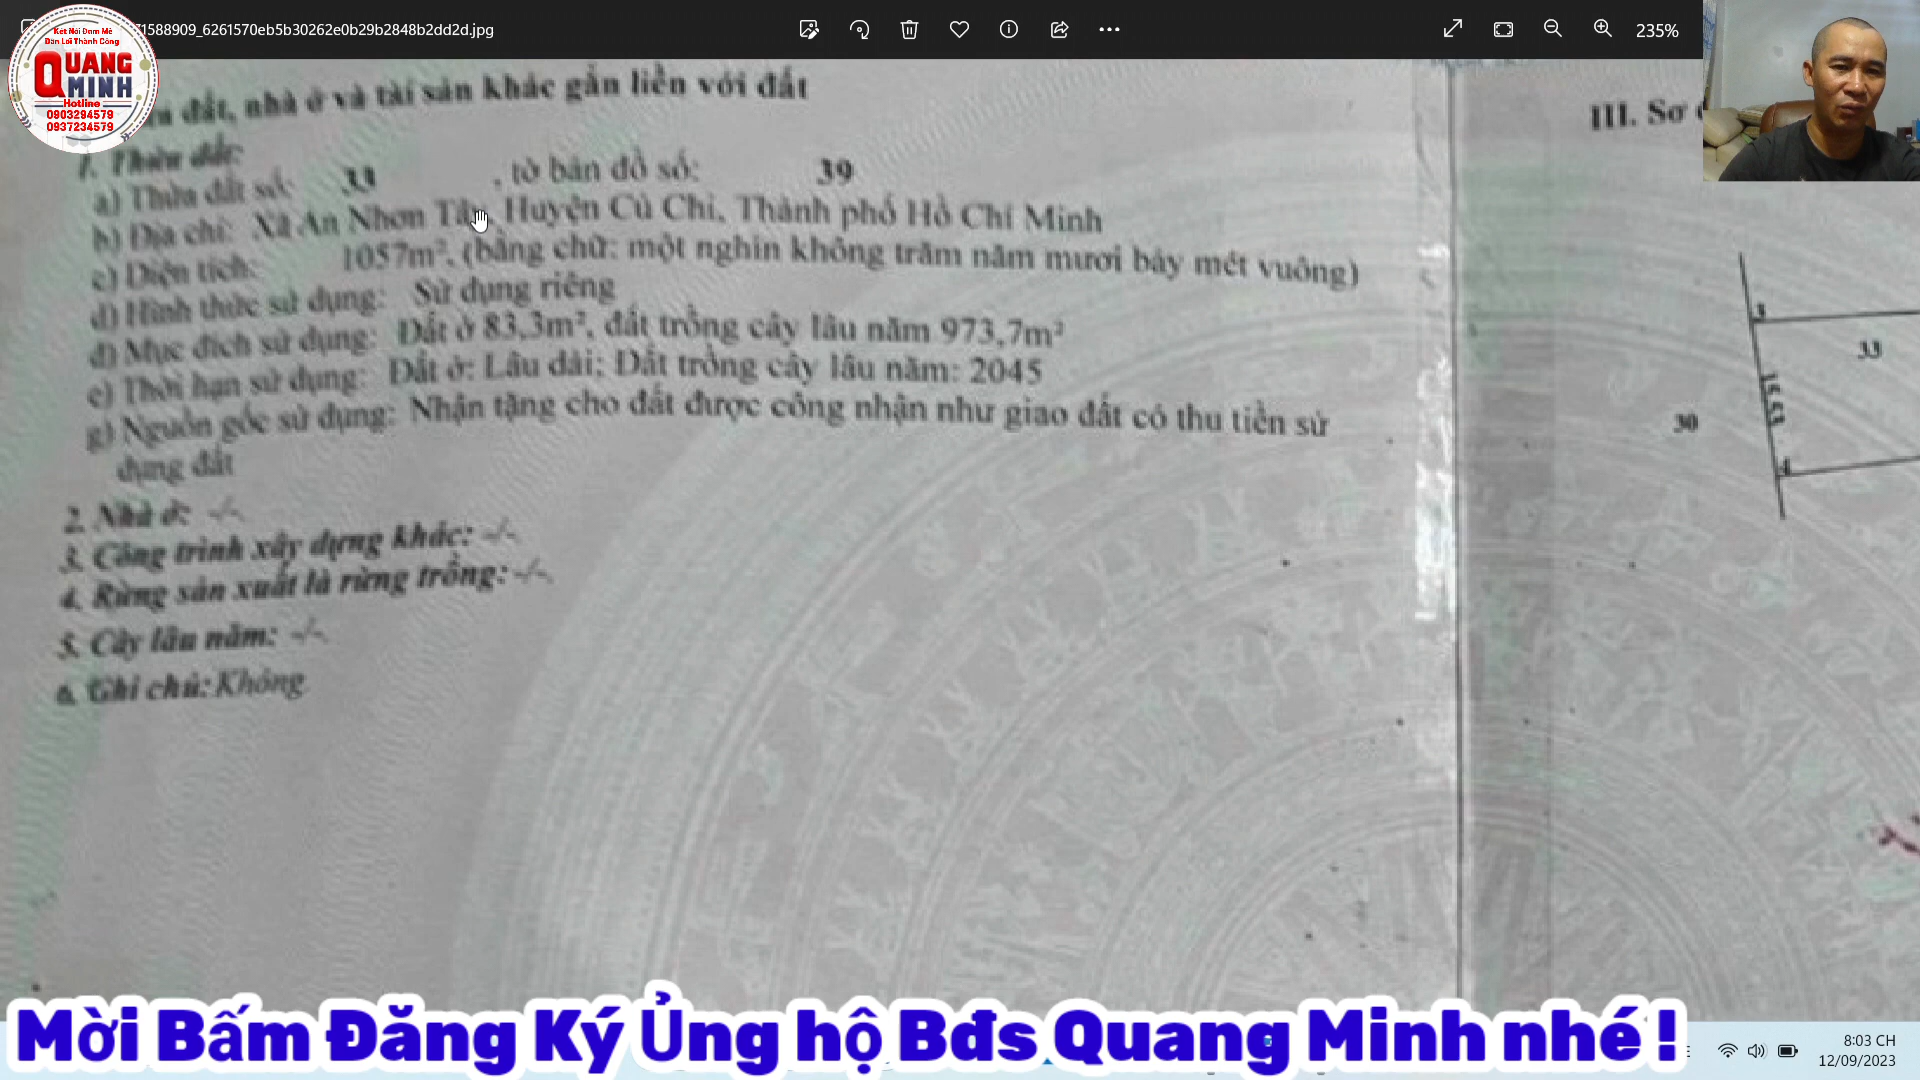 71588909_6261570eb5b30262e0b29b2848b2dd2d.jpg
235%
Kết Nối Đam Mê
Dẫn Lối Thành Công
QUANG
MINH
Hotline
0903294579
0937234579
đất, nhà ở và tài sản khác gắn liền với đất
1. Thửa đất:
a) Thửa đất số: 33 , tờ bản đồ số: 39
b) Địa chỉ: Xã An Nhơn Tây, Huyện Củ Chi, Thành phố Hồ Chí Minh
c) Diện tích: 1057m², (bằng chữ: một nghìn không trăm năm mươi bảy mét vuông)
d) Hình thức sử dụng: Sử dụng riêng
đ) Mục đích sử dụng: Đất ở 83,3m², đất trồng cây lâu năm 973,7m²
e) Thời hạn sử dụng: Đất ở: Lâu dài; Đất trồng cây lâu năm: 2045
g) Nguồn gốc sử dụng: Nhận tặng cho đất được công nhận như giao đất có thu tiền sử
dụng đất
2. Nhà ở: -/-
3. Công trình xây dựng khác: -/-
4. Rừng sản xuất là rừng trồng: -/-
5. Cây lâu năm: -/-
6. Ghi chú: Không
III. Sơ
33
15.53
30
Mời Bấm Đăng Ký Ủng hộ Bđs Quang Minh nhé !
8:03 CH
12/09/2023